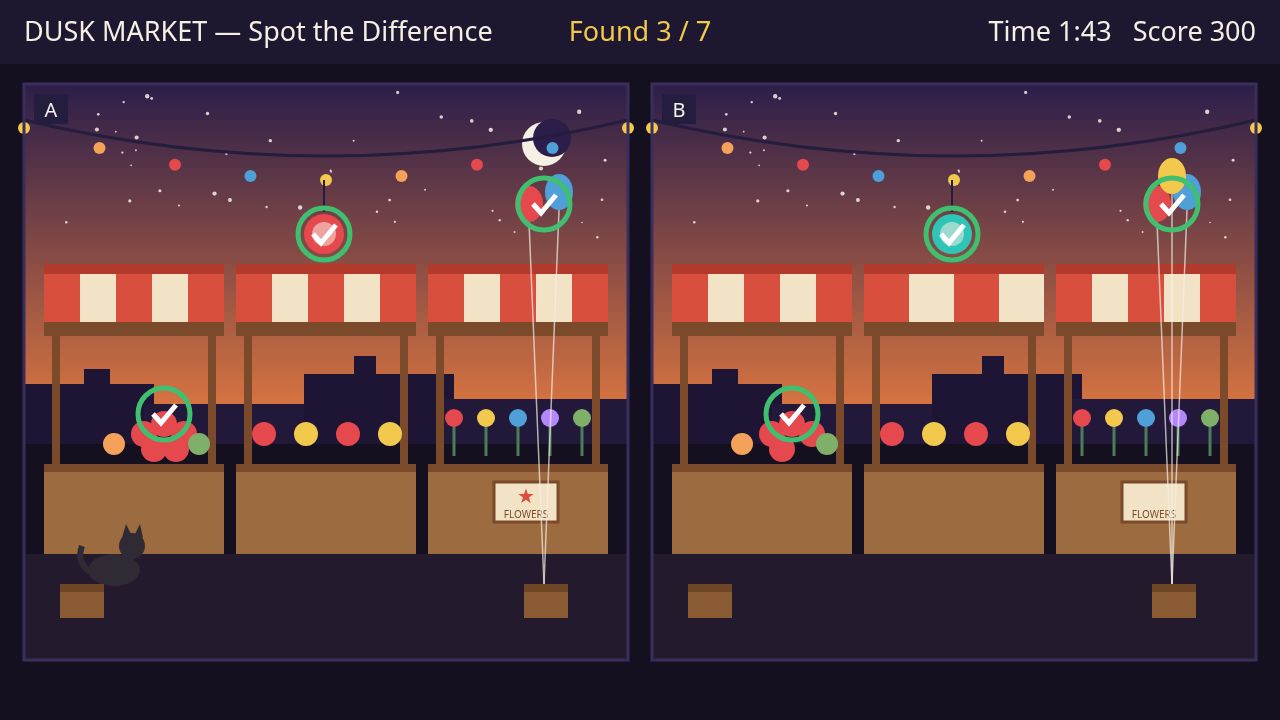 DUSK MARKET — Spot the Difference Found 3 / 7 Time 1:43 Score 300
A
B
FLOWERS
FLOWERS